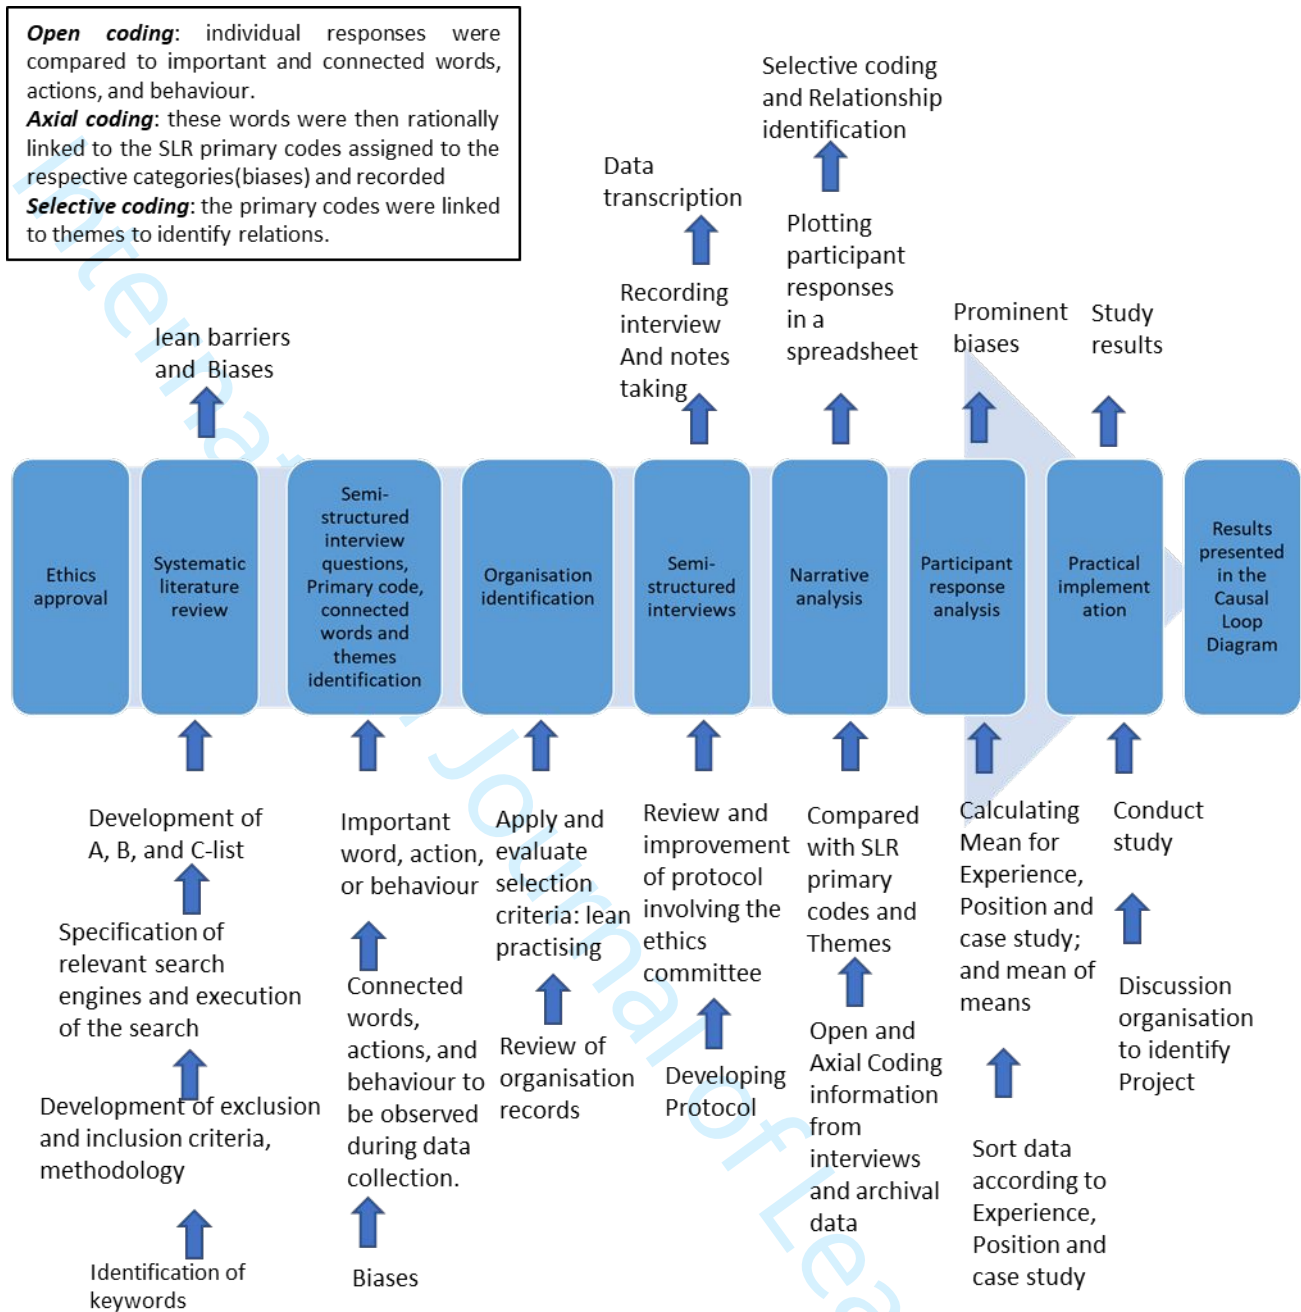 Open coding: individual responses were
compared to important and connected words,
actions, and behaviour.
Axial coding: these words were then rationally
linked to the SLR primary codes assigned to the
respective categories(biases) and recorded
Selective coding: the primary codes were linked
to themes to identify relations.
lean barriers
and Biases
Data
transcription
Recording
interview
And notes
taking
Selective coding
and Relationship
identification
Plotting
participant
responses
in a
spreadsheet
Prominent
biases
Study
results
Ethics
approval
Systematic
literature
review
Semi-
structured
interview
questions,
Primary code,
connected
words and
themes
identification
Organisation
identification
Semi-
structured
interviews
Narrative
analysis
Participant
response
analysis
Practical
implement
ation
Results
presented
in the
Causal
Loop
Diagram
Development of
A, B, and C-list
Specification of
relevant search
engines and execution
of the search
Development of exclusion
and inclusion criteria,
methodology
Identification of
keywords
Important
word, action,
or behaviour
Connected
words,
actions, and
behaviour to
be observed
during data
collection.
Biases
Apply and
evaluate
selection
criteria: lean
practising
Review of
organisation
records
Review and
improvement
of protocol
involving the
ethics
committee
Developing
Protocol
Compared
with SLR
primary
codes and
Themes
Open and
Axial Coding
information
from
interviews
and archival
data
Calculating
Mean for
Experience,
Position and
case study;
and mean of
means
Sort data
according to
Experience,
Position and
case study
Conduct
study
Discussion
organisation
to identify
Project
Journal of Lea